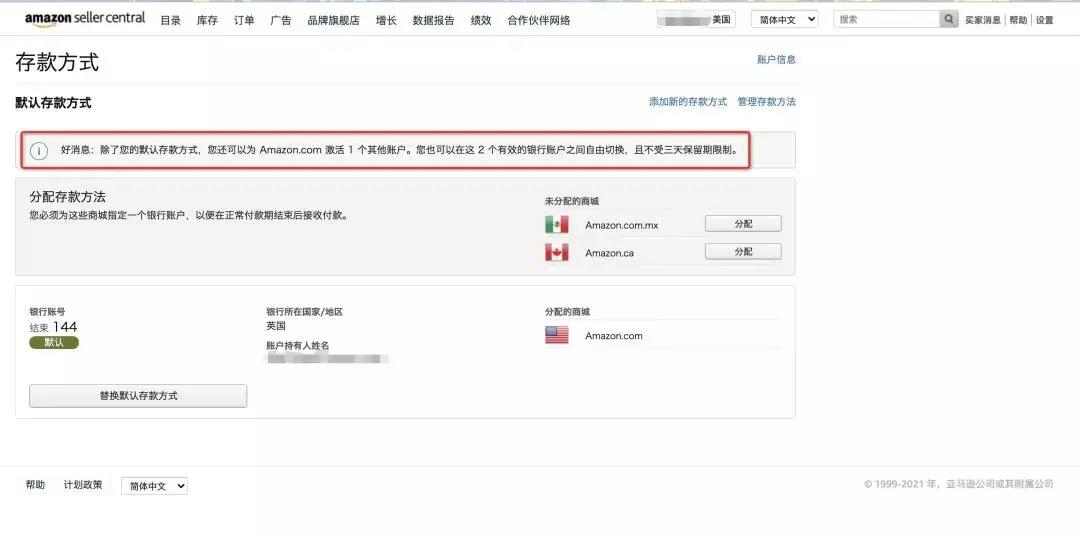 amazon seller central 目录 库存 订单 广告 品牌旗舰店 增长 数据报告 绩效 合作伙伴网络 美国 简体中文 搜索 买家消息 | 帮助 | 设置
存款方式
账户信息
默认存款方式
添加新的存款方式 管理存款方法
好消息：除了您的默认存款方式，您还可以为 Amazon.com 激活 1 个其他账户。您也可以在这 2 个有效的银行账户之间自由切换，且不受三天保留期限制。
分配存款方法
您必须为这些商城指定一个银行账户，以便在正常付款期结束后接收付款。
未分配的商城
Amazon.com.mx 分配
Amazon.ca 分配
银行账号
结束 144
默认
银行所在国家/地区
英国
账户持有人姓名
分配的商城
Amazon.com
替换默认存款方式
帮助 计划政策 简体中文
© 1999-2021 年，亚马逊公司或其附属公司